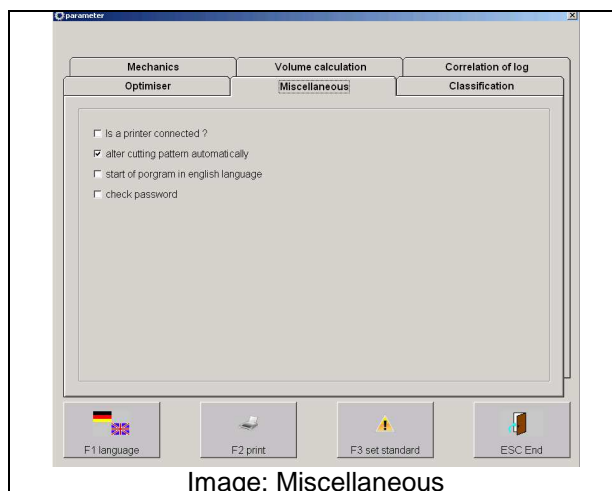 parameter
Mechanics
Volume calculation
Correlation of log
Optimiser
Miscellaneous
Classification
Is a printer connected ?
alter cutting pattern automatically
start of porgram in english language
check password
F1 language
F2 print
F3 set standard
ESC End
Image: Miscellaneous